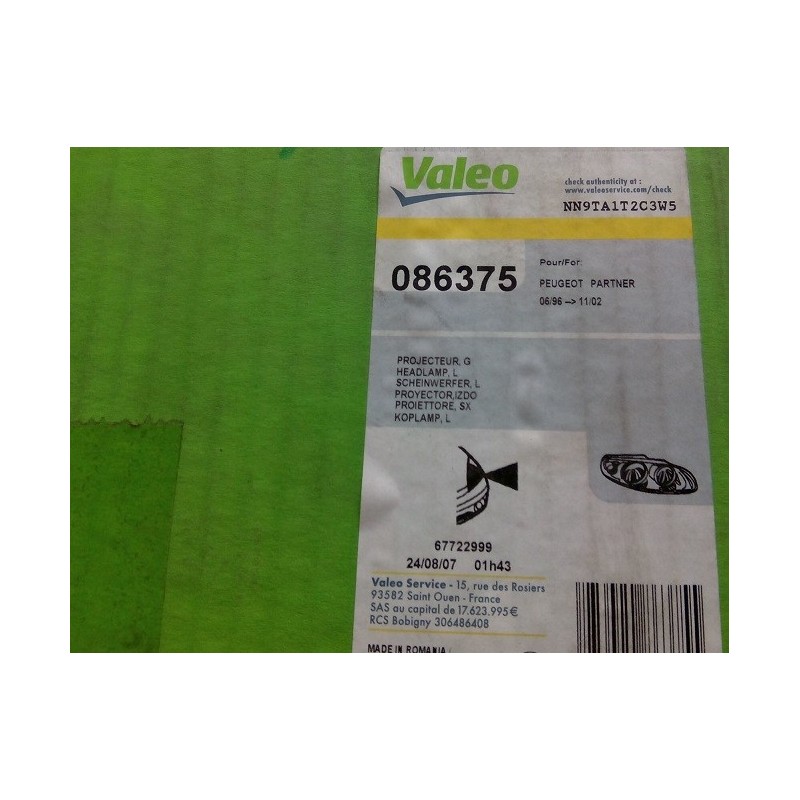 Valeo
check authenticity at :
www.valeoservice.com/check
NN9TA1T2C3W5
086375
Pour/For:
PEUGEOT PARTNER
06/96 –> 11/02
PROJECTEUR, G
HEADLAMP, L
SCHEINWERFER, L
PROYECTOR,IZDO
PROIETTORE, SX
KOPLAMP, L
67722999
24/08/07 01h43
Valeo Service - 15, rue des Rosiers
93582 Saint Ouen - France
SAS au capital de 17.623.995€
RCS Bobigny 306486408
MADE IN ROMANIA /